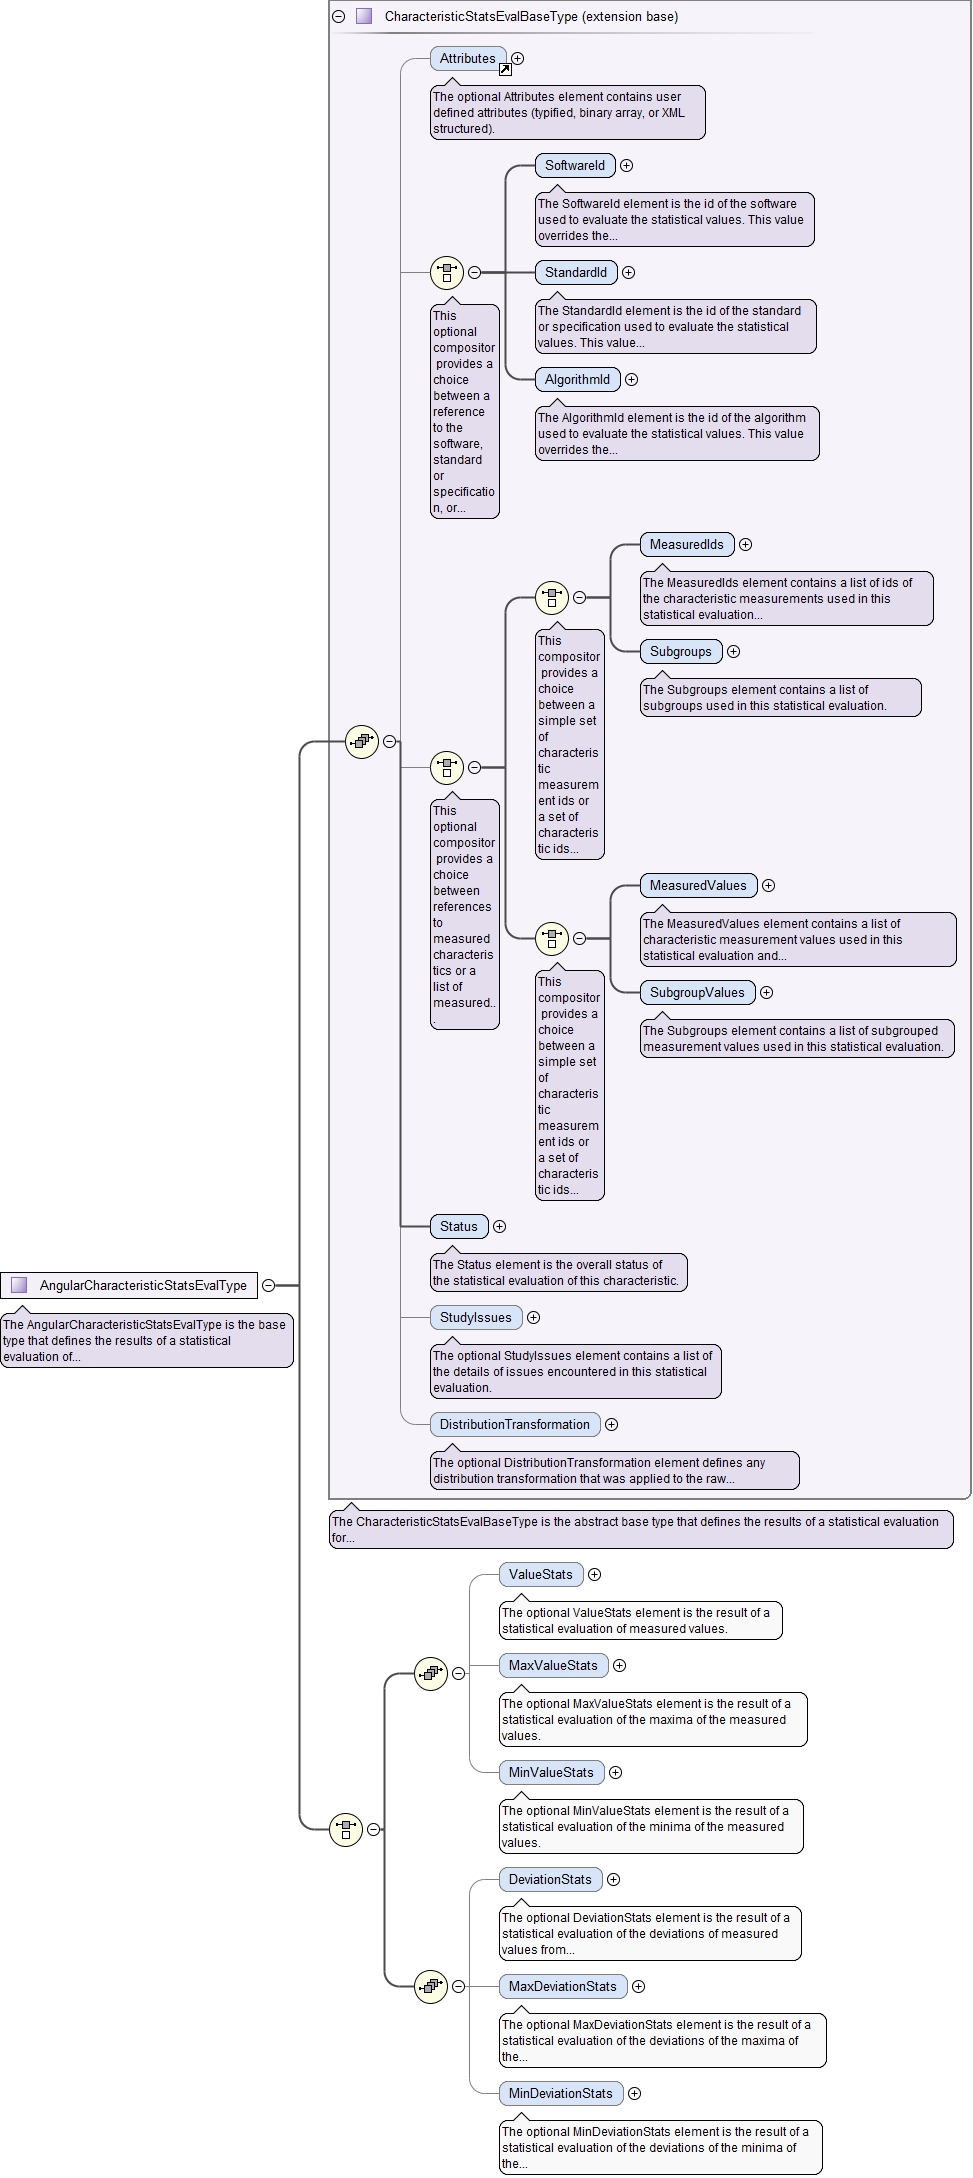 CharacteristicStatsEvalBaseType (extension base)
Attributes
The optional Attributes element contains user
defined attributes (typified, binary array, or XML
structured).
SoftwareId
The SoftwareId element is the id of the software
used to evaluate the statistical values. This value
overrides the...
StandardId
This
optional
compositor
provides a
choice
between a
reference
to the
software,
standard
or
specificatio
n, or...
The StandardId element is the id of the standard
or specification used to evaluate the statistical
values. This value...
AlgorithmId
The AlgorithmId element is the id of the algorithm
used to evaluate the statistical values. This value
overrides the...
MeasuredIds
The MeasuredIds element contains a list of ids of
the characteristic measurements used in this
statistical evaluation...
This
compositor
provides a
choice
between a
simple set
of
characteris
tic
measurem
ent ids or
a set of
characteris
tic ids...
Subgroups
The Subgroups element contains a list of
subgroups used in this statistical evaluation.
This
optional
compositor
provides a
choice
between
references
to
measured
characteris
tics or a
list of
measured..
.
MeasuredValues
The MeasuredValues element contains a list of
characteristic measurement values used in this
statistical evaluation and...
This
compositor
provides a
choice
between a
simple set
of
characteris
tic
measurem
ent ids or
a set of
characteris
tic ids...
SubgroupValues
The Subgroups element contains a list of subgrouped
measurement values used in this statistical evaluation.
Status
The Status element is the overall status of
the statistical evaluation of this characteristic.
AngularCharacteristicStatsEvalType
The AngularCharacteristicStatsEvalType is the base
type that defines the results of a statistical
evaluation of...
StudyIssues
The optional StudyIssues element contains a list of
the details of issues encountered in this statistical
evaluation.
DistributionTransformation
The optional DistributionTransformation element defines any
distribution transformation that was applied to the raw...
The CharacteristicStatsEvalBaseType is the abstract base type that defines the results of a statistical evaluation
for...
ValueStats
The optional ValueStats element is the result of a
statistical evaluation of measured values.
MaxValueStats
The optional MaxValueStats element is the result of a
statistical evaluation of the maxima of the measured
values.
MinValueStats
The optional MinValueStats element is the result of a
statistical evaluation of the minima of the measured
values.
DeviationStats
The optional DeviationStats element is the result of a
statistical evaluation of the deviations of measured
values from...
MaxDeviationStats
The optional MaxDeviationStats element is the result of a
statistical evaluation of the deviations of the maxima of
the...
MinDeviationStats
The optional MinDeviationStats element is the result of a
statistical evaluation of the deviations of the minima of
the...